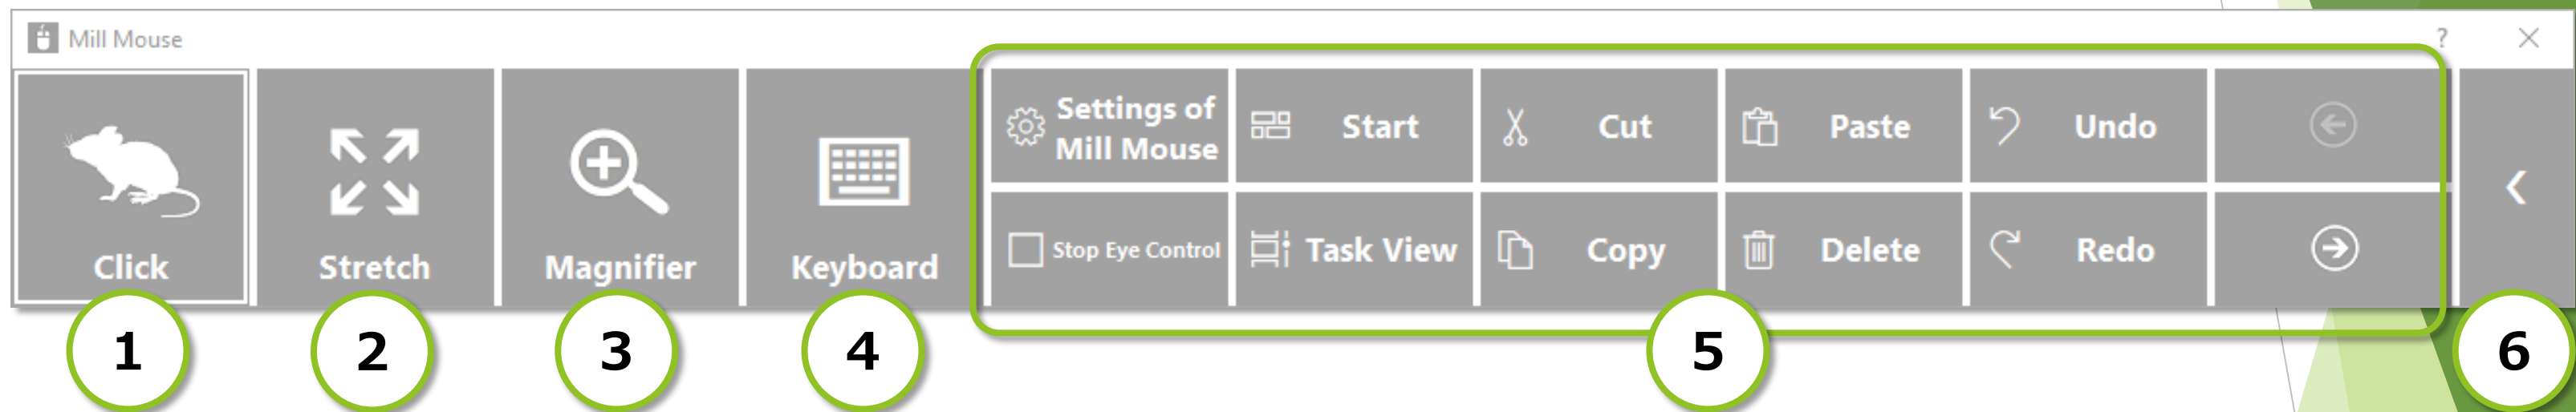 Mill Mouse
?
Click
Stretch
Magnifier
Keyboard
Settings of
Mill Mouse
Start
Cut
Paste
Undo
Stop Eye Control
Task View
Copy
Delete
Redo
1
2
3
4
5
6